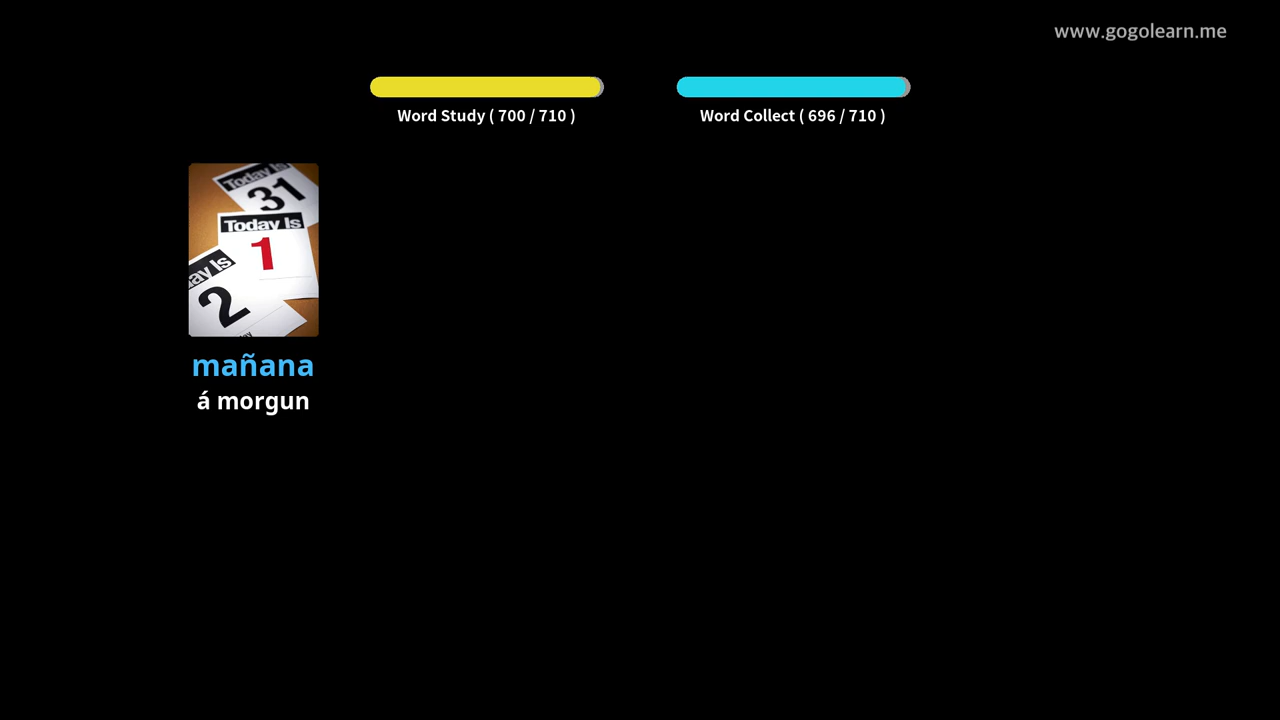 www.gogolearn.me
Word Study ( 700 / 710 )
Word Collect ( 696 / 710 )
Today Is
31
Today Is
1
ay Is
2
mañana
á morgun